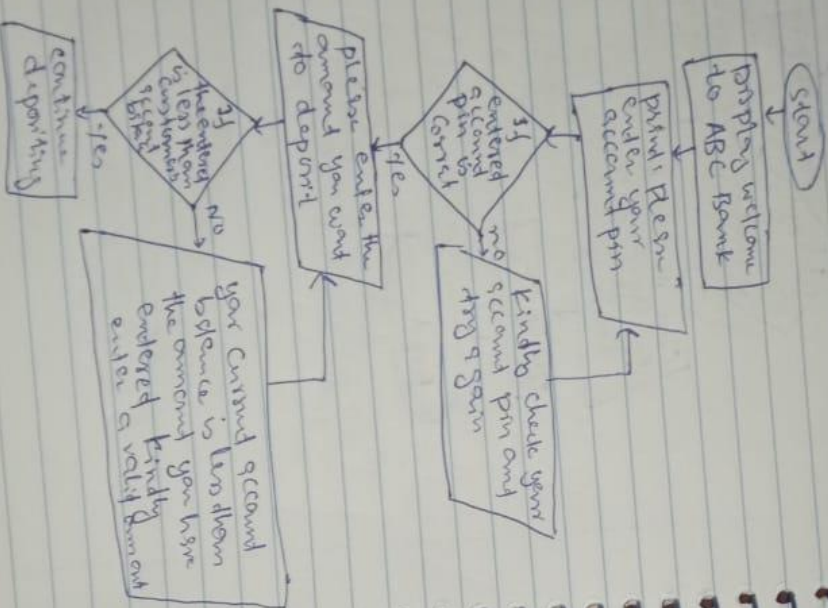 Start
Display welcome
to ABC Bank
print: Please
enter your
account pin
If
entered
account
pin is
correct
no
Yes
Kindly check your
account pin and
try again
please enter the
amount you want
to deposit
If
the entered
is less than
customers
account
No
Yes
your current account
balance is less than
the amount you have
entered kindly
enter a valid amount
continue
depositing